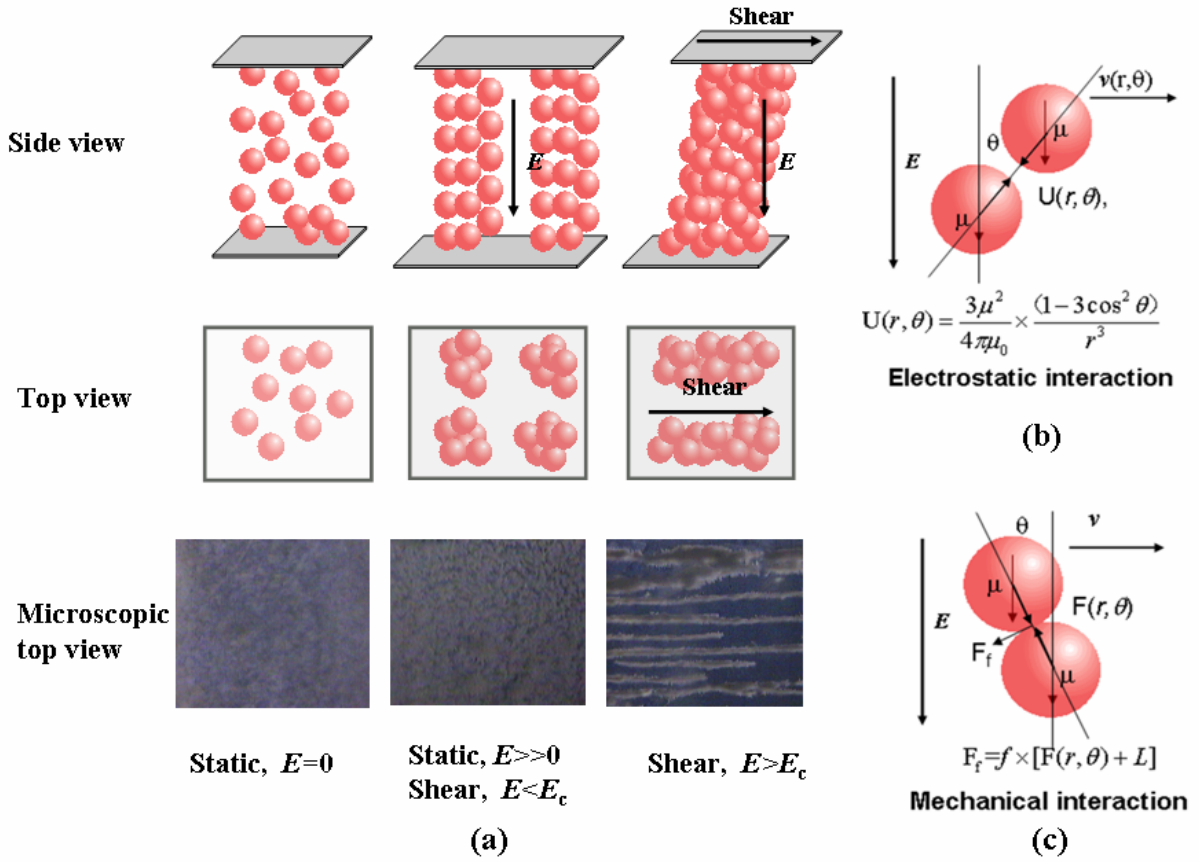 Shear
Side view
E
E
Top view
Shear
Microscopic
top view
Static, E=0
Static, E>>0
Shear, E<E_c
Shear, E>E_c
(a)
E
v(r,θ)
θ
μ
μ
U(r, θ),
U(r, θ) = 3μ² / 4πμ₀ × (1−3cos² θ) / r³
Electrostatic interaction
(b)
E
θ
v
μ
F(r, θ)
F_f
μ
F_f=f×[F(r, θ)+L]
Mechanical interaction
(c)